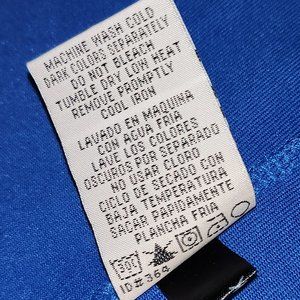 MACHINE WASH COLD
DARK COLORS SEPARATELY
DO NOT BLEACH
TUMBLE DRY LOW HEAT
REMOVE PROMPTLY
COOL IRON
LAVADO EN MAQUINA
CON AGUA FRIA
LAVE LOS COLORES
OSCUROS POR SEPARADO
NO USAR CLORO
CICLO DE SECADO CON
BAJA TEMPERATURA
SACAR RAPIDAMENTE
PLANCHA FRIA
30C
ID#364